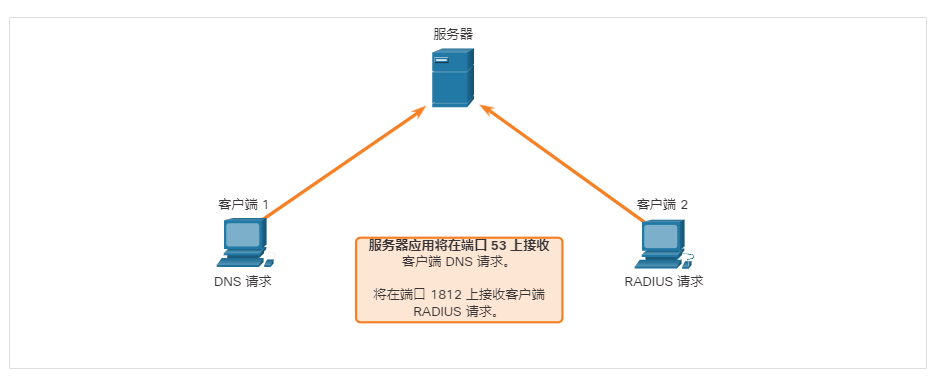 服务器
客户端 1
客户端 2
服务器应用将在端口 53 上接收
客户端 DNS 请求。
将在端口 1812 上接收客户端
RADIUS 请求。
DNS 请求
RADIUS 请求